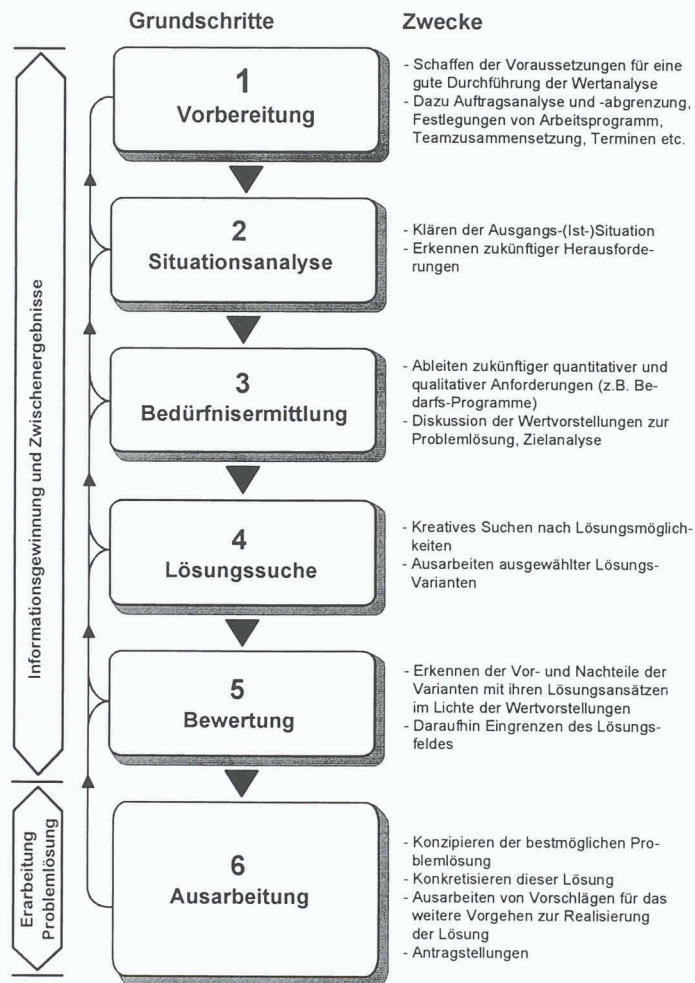 Grundschritte
Zwecke
1
Vorbereitung
- Schaffen der Voraussetzungen für eine
gute Durchführung der Wertanalyse
- Dazu Auftragsanalyse und -abgrenzung,
Festlegungen von Arbeitsprogramm,
Teamzusammensetzung, Terminen etc.
2
Situationsanalyse
- Klären der Ausgangs-(Ist-)Situation
- Erkennen zukünftiger Herausforde-
rungen
3
Bedürfnisermittlung
- Ableiten zukünftiger quantitativer und
qualitativer Anforderungen (z.B. Be-
darfs-Programme)
- Diskussion der Wertvorstellungen zur
Problemlösung, Zielanalyse
4
Lösungssuche
- Kreatives Suchen nach Lösungsmöglich-
keiten
- Ausarbeiten ausgewählter Lösungs-
Varianten
5
Bewertung
- Erkennen der Vor- und Nachteile der
Varianten mit ihren Lösungsansätzen
im Lichte der Wertvorstellungen
- Daraufhin Eingrenzen des Lösungs-
feldes
6
Ausarbeitung
- Konzipieren der bestmöglichen Pro-
blemlösung
- Konkretisieren dieser Lösung
- Ausarbeiten von Vorschlägen für das
weitere Vorgehen zur Realisierung
der Lösung
- Antragstellungen
Informationsgewinnung und Zwischenergebnisse
Erarbeitung
Problemlösung